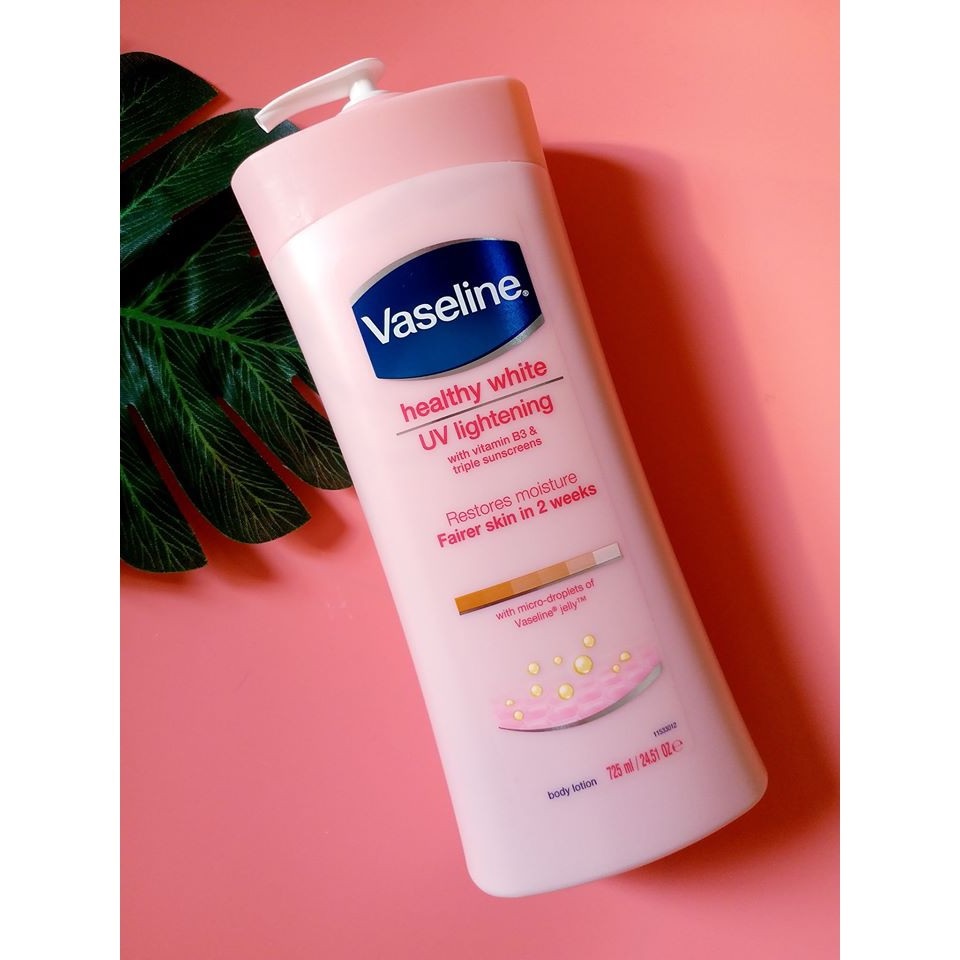 Vaseline®
healthy white
UV lightening
with vitamin B3 &
triple sunscreens
Restores moisture
Fairer skin in 2 weeks
with micro-droplets of
Vaseline® jelly™
11533012
body lotion 725 ml / 24.51 OZ℮